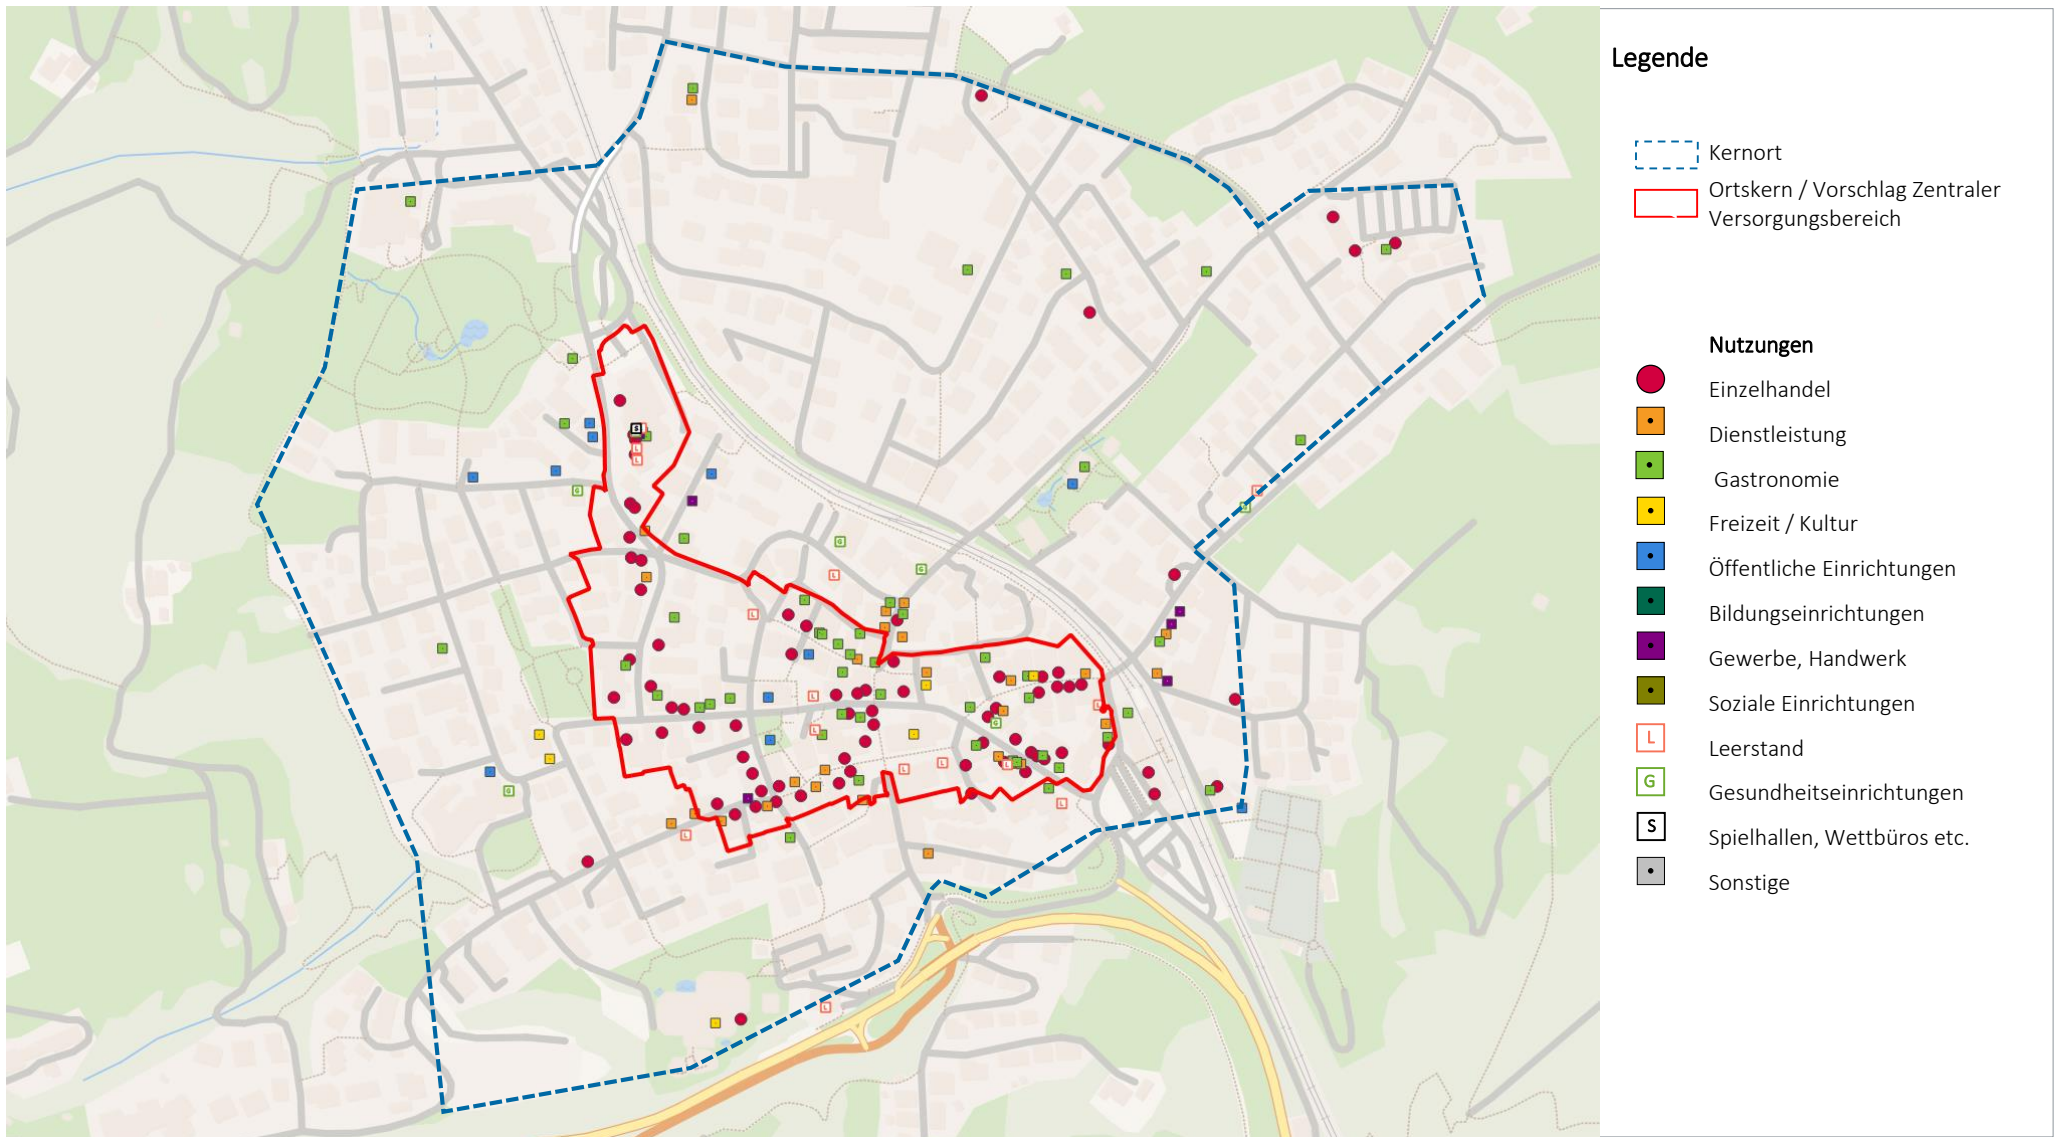 Legende
Kernort
Ortskern / Vorschlag Zentraler
Versorgungsbereich
Nutzungen
Einzelhandel
Dienstleistung
Gastronomie
Freizeit / Kultur
Öffentliche Einrichtungen
Bildungseinrichtungen
Gewerbe, Handwerk
Soziale Einrichtungen
L Leerstand
G Gesundheitseinrichtungen
S Spielhallen, Wettbüros etc.
Sonstige